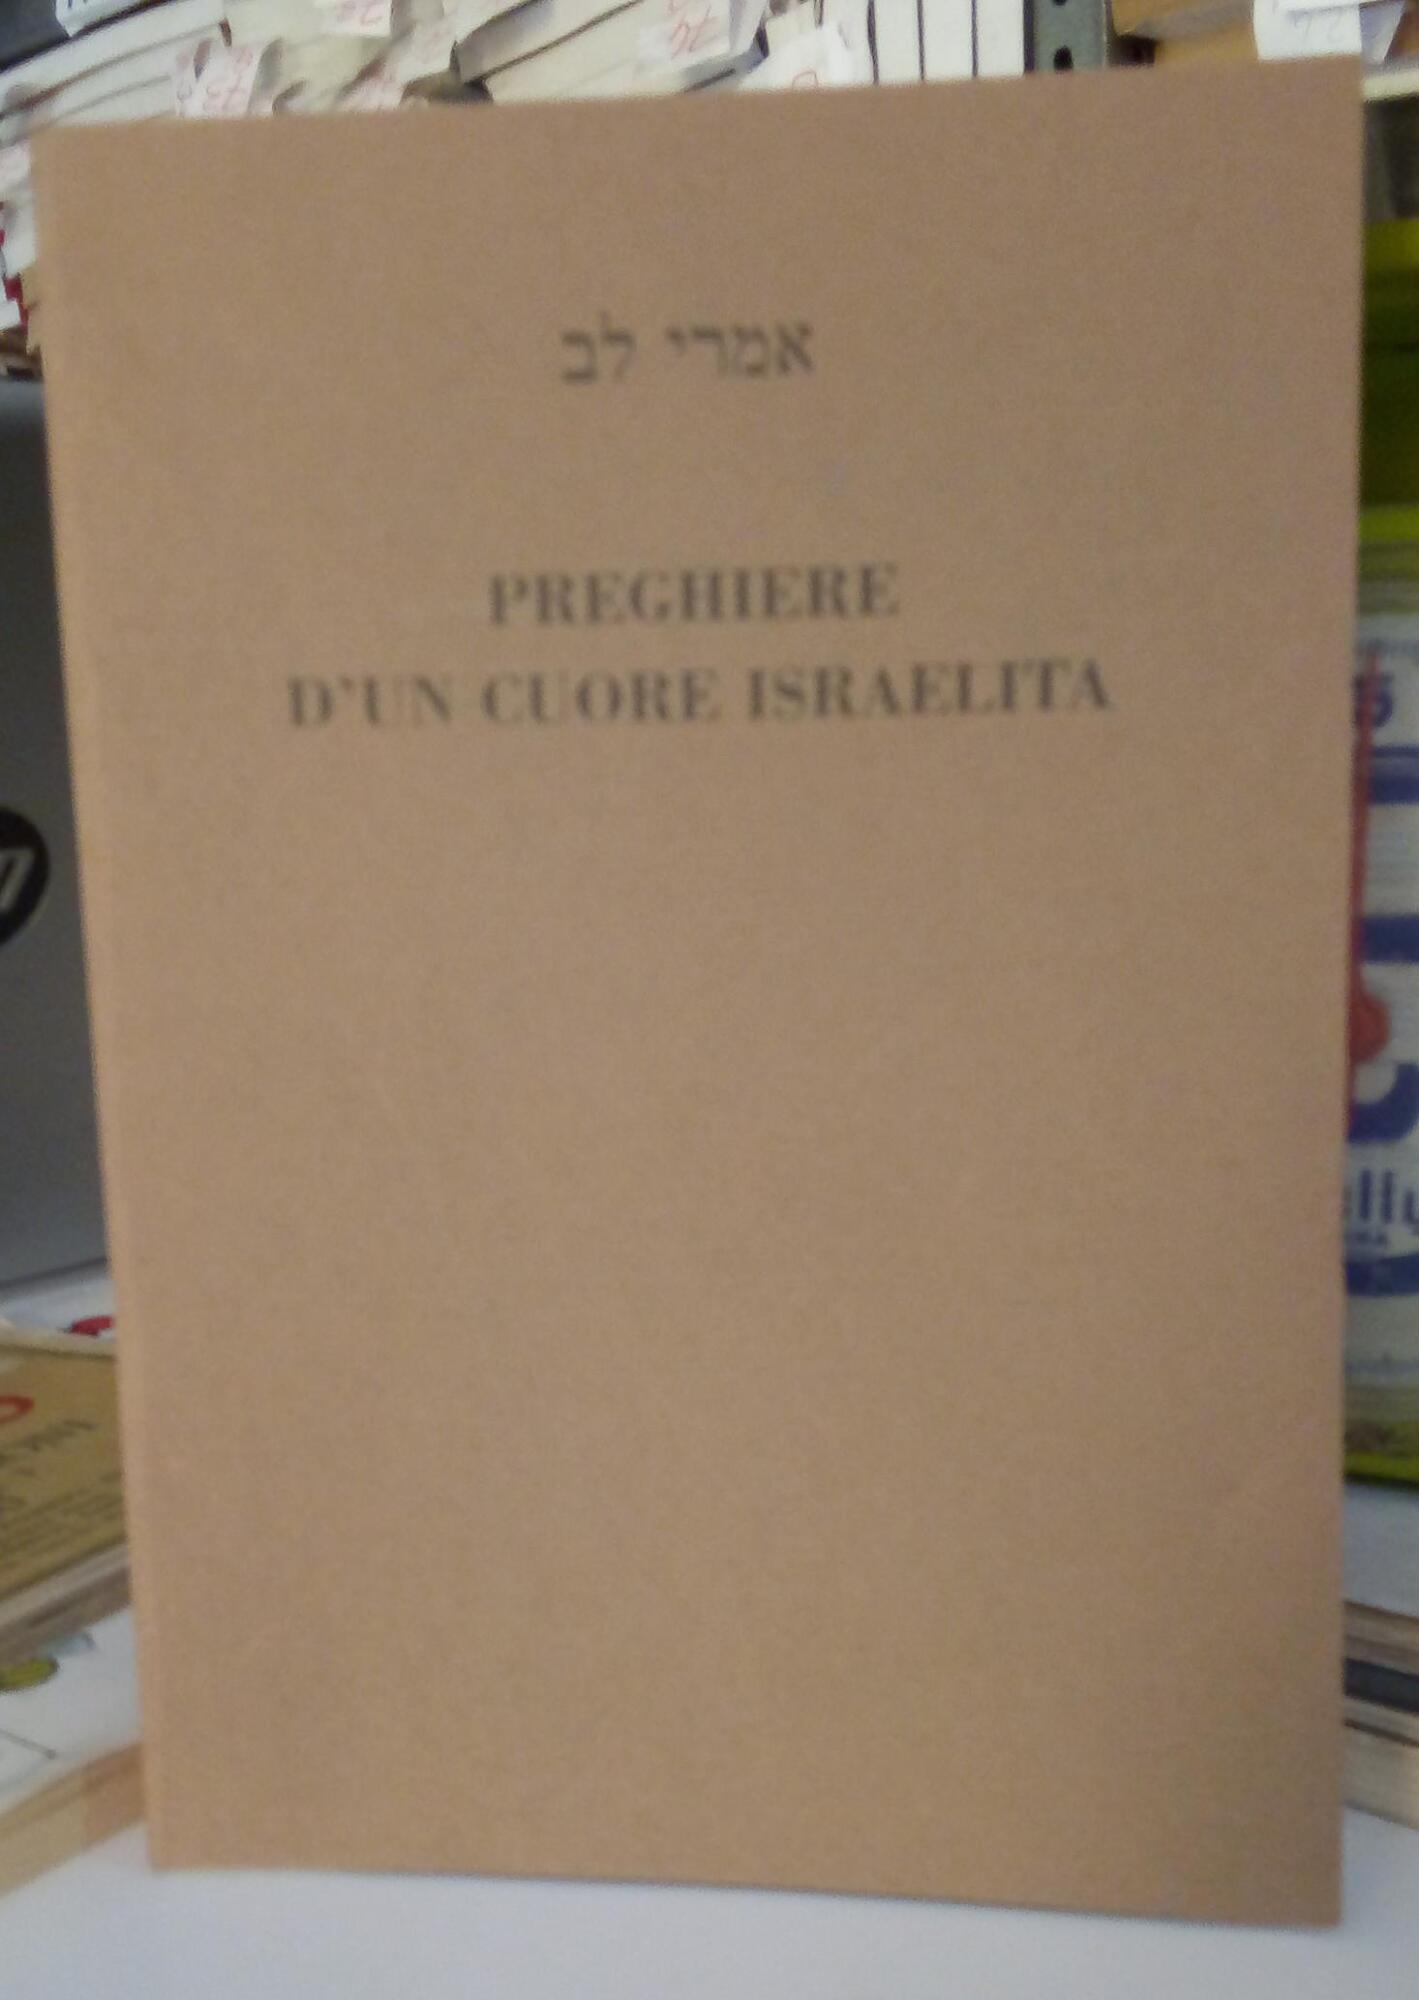 אמרי לב
PREGHIERE
D'UN CUORE ISRAELITA